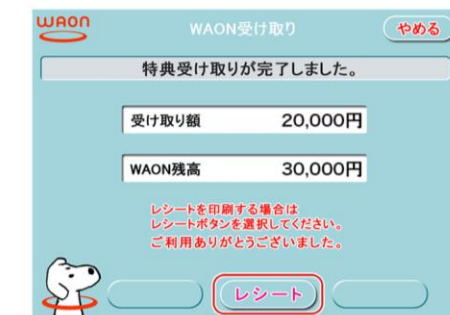 WAON
WAON受け取り
やめる
特典受け取りが完了しました。
受け取り額 20,000円
WAON残高 30,000円
レシートを印刷する場合は
レシートボタンを選択してください。
ご利用ありがとうございました。
レシート